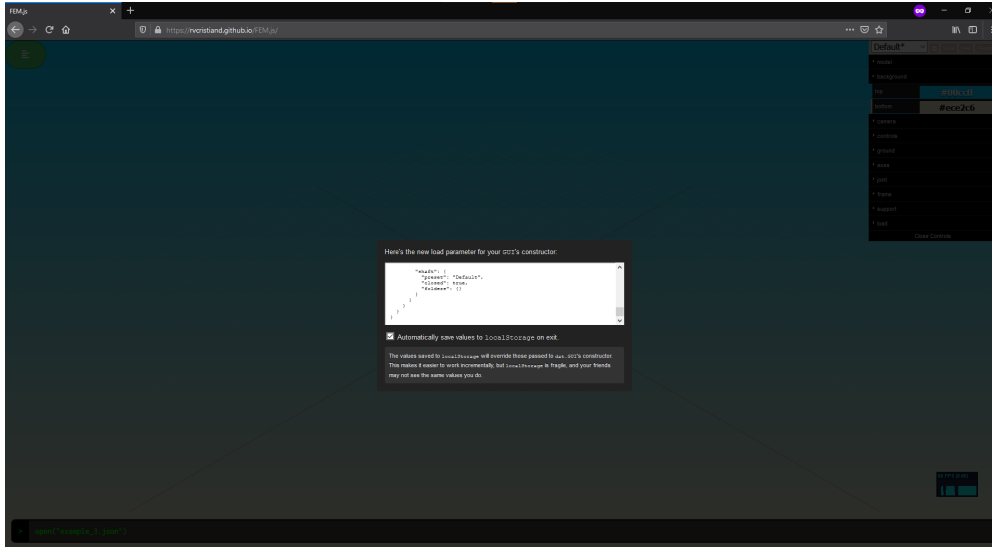 FEM.js
https://rvcristiand.github.io/FEM.js/
Default*
model
background
top
#00ccff
bottom
#ece2c6
camera
controls
ground
axes
joint
frame
support
load
Close Controls
Here's the new load parameter for your GUI's constructor:
"shaft": {
"preset": "Default",
"closed": true,
"folders": {}
}
}
}
}
}
Automatically save values to localStorage on exit.
The values saved to localStorage will override those passed to dat.GUI's constructor.
This makes it easier to work incrementally, but localStorage is fragile, and your friends
may not see the same values you do.
> open("example_3.json")